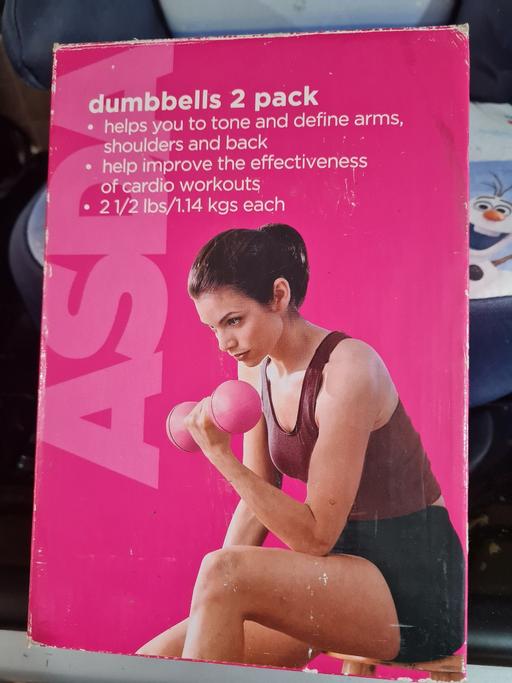 ASDA
dumbbells 2 pack
• helps you to tone and define arms,
shoulders and back
• help improve the effectiveness
of cardio workouts
• 2 1/2 lbs/1.14 kgs each